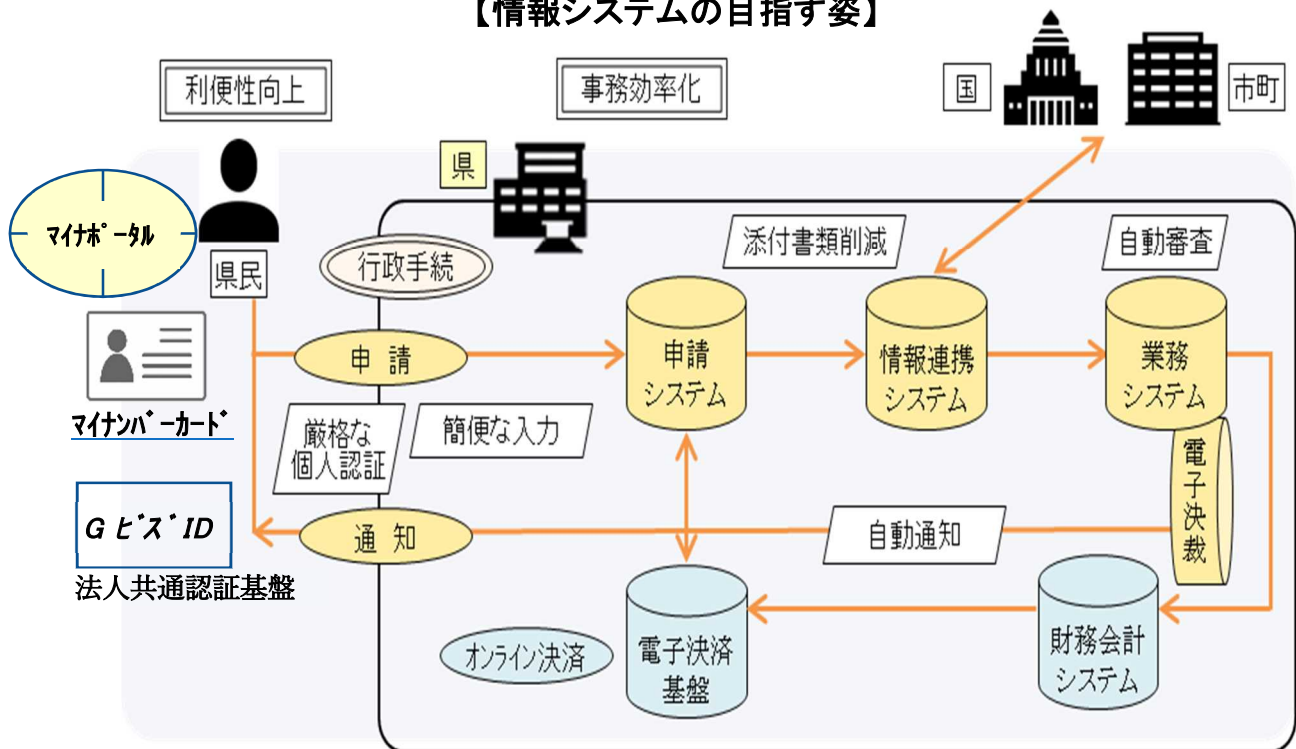 【情報システムの目指す姿】
利便性向上
事務効率化
国
市町
県
マイナポータル
県民
行政手続
添付書類削減
自動審査
申請
申請
システム
情報連携
システム
業務
システム
マイナンバーカード
厳格な
個人認証
簡便な入力
電子決裁
GビズID
法人共通認証基盤
通知
自動通知
オンライン決済
電子決済
基盤
財務会計
システム